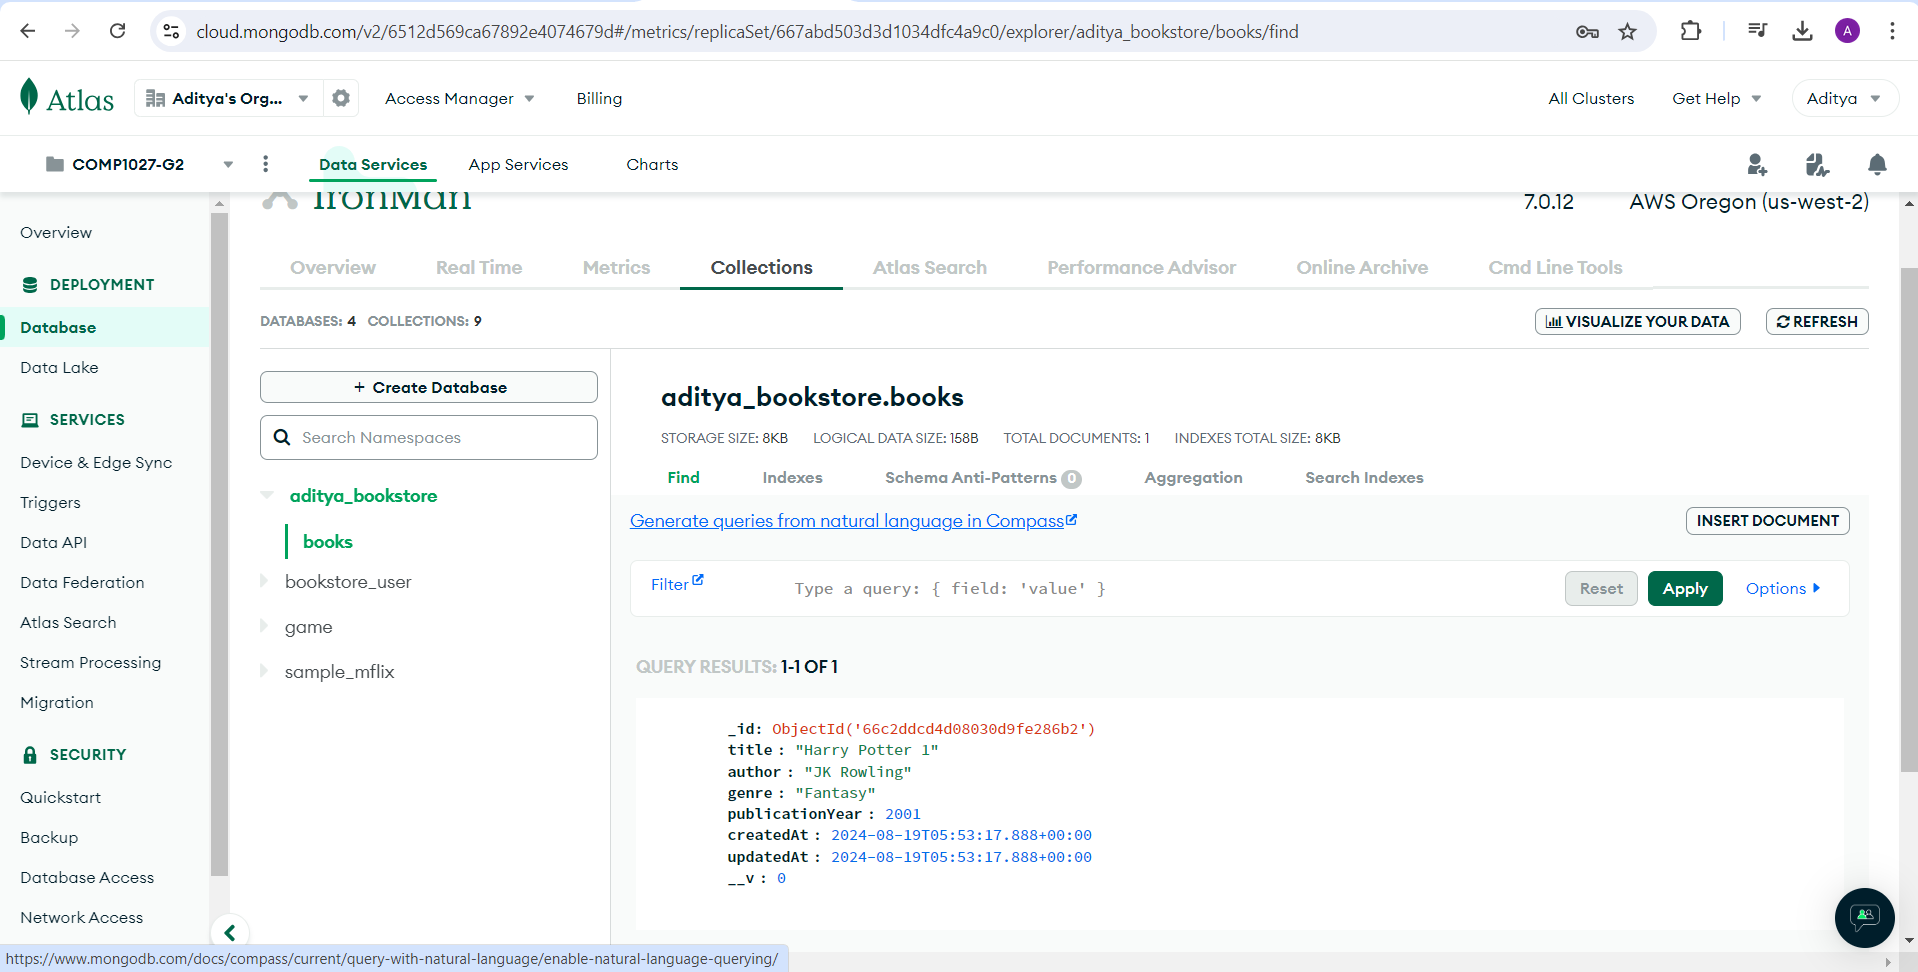 cloud.mongodb.com/v2/6512d569ca67892e4074679d#/metrics/replicaSet/667abd503d3d1034dfc4a9c0/explorer/aditya_bookstore/books/find
A
Atlas
Aditya's Org...
Access Manager
Billing
All Clusters
Get Help
Aditya
COMP1027-G2
Data Services
App Services
Charts
IronMan
7.0.12
AWS Oregon (us-west-2)
Overview
DEPLOYMENT
Database
Data Lake
SERVICES
Device & Edge Sync
Triggers
Data API
Data Federation
Atlas Search
Stream Processing
Migration
SECURITY
Quickstart
Backup
Database Access
Network Access
Overview
Real Time
Metrics
Collections
Atlas Search
Performance Advisor
Online Archive
Cmd Line Tools
DATABASES: 4 COLLECTIONS: 9
VISUALIZE YOUR DATA
REFRESH
+ Create Database
Search Namespaces
aditya_bookstore
books
bookstore_user
game
sample_mflix
aditya_bookstore.books
STORAGE SIZE: 8KB LOGICAL DATA SIZE: 158B TOTAL DOCUMENTS: 1 INDEXES TOTAL SIZE: 8KB
Find
Indexes
Schema Anti-Patterns 0
Aggregation
Search Indexes
Generate queries from natural language in Compass
INSERT DOCUMENT
Filter
Type a query: { field: 'value' }
Reset
Apply
Options
QUERY RESULTS: 1-1 OF 1
_id: ObjectId('66c2ddcd4d08030d9fe286b2')
title : "Harry Potter 1"
author : "JK Rowling"
genre : "Fantasy"
publicationYear : 2001
createdAt : 2024-08-19T05:53:17.888+00:00
updatedAt : 2024-08-19T05:53:17.888+00:00
__v : 0
https://www.mongodb.com/docs/compass/current/query-with-natural-language/enable-natural-language-querying/